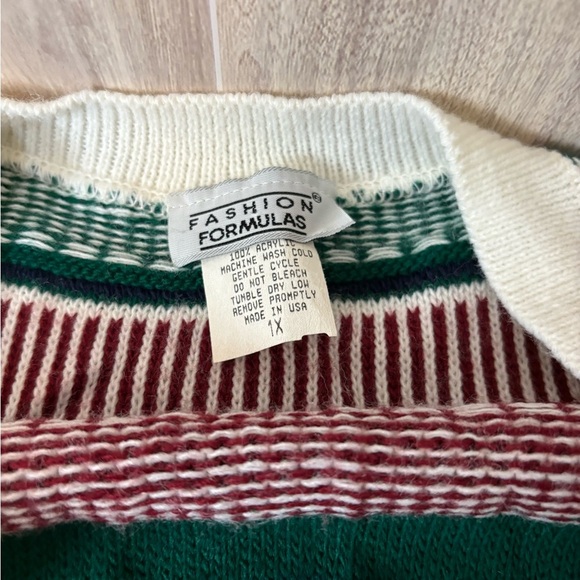 FASHION®
FORMULAS
100% ACRYLIC
MACHINE WASH COLD
GENTLE CYCLE
DO NOT BLEACH
TUMBLE DRY LOW
REMOVE PROMPTLY
MADE IN USA
1X